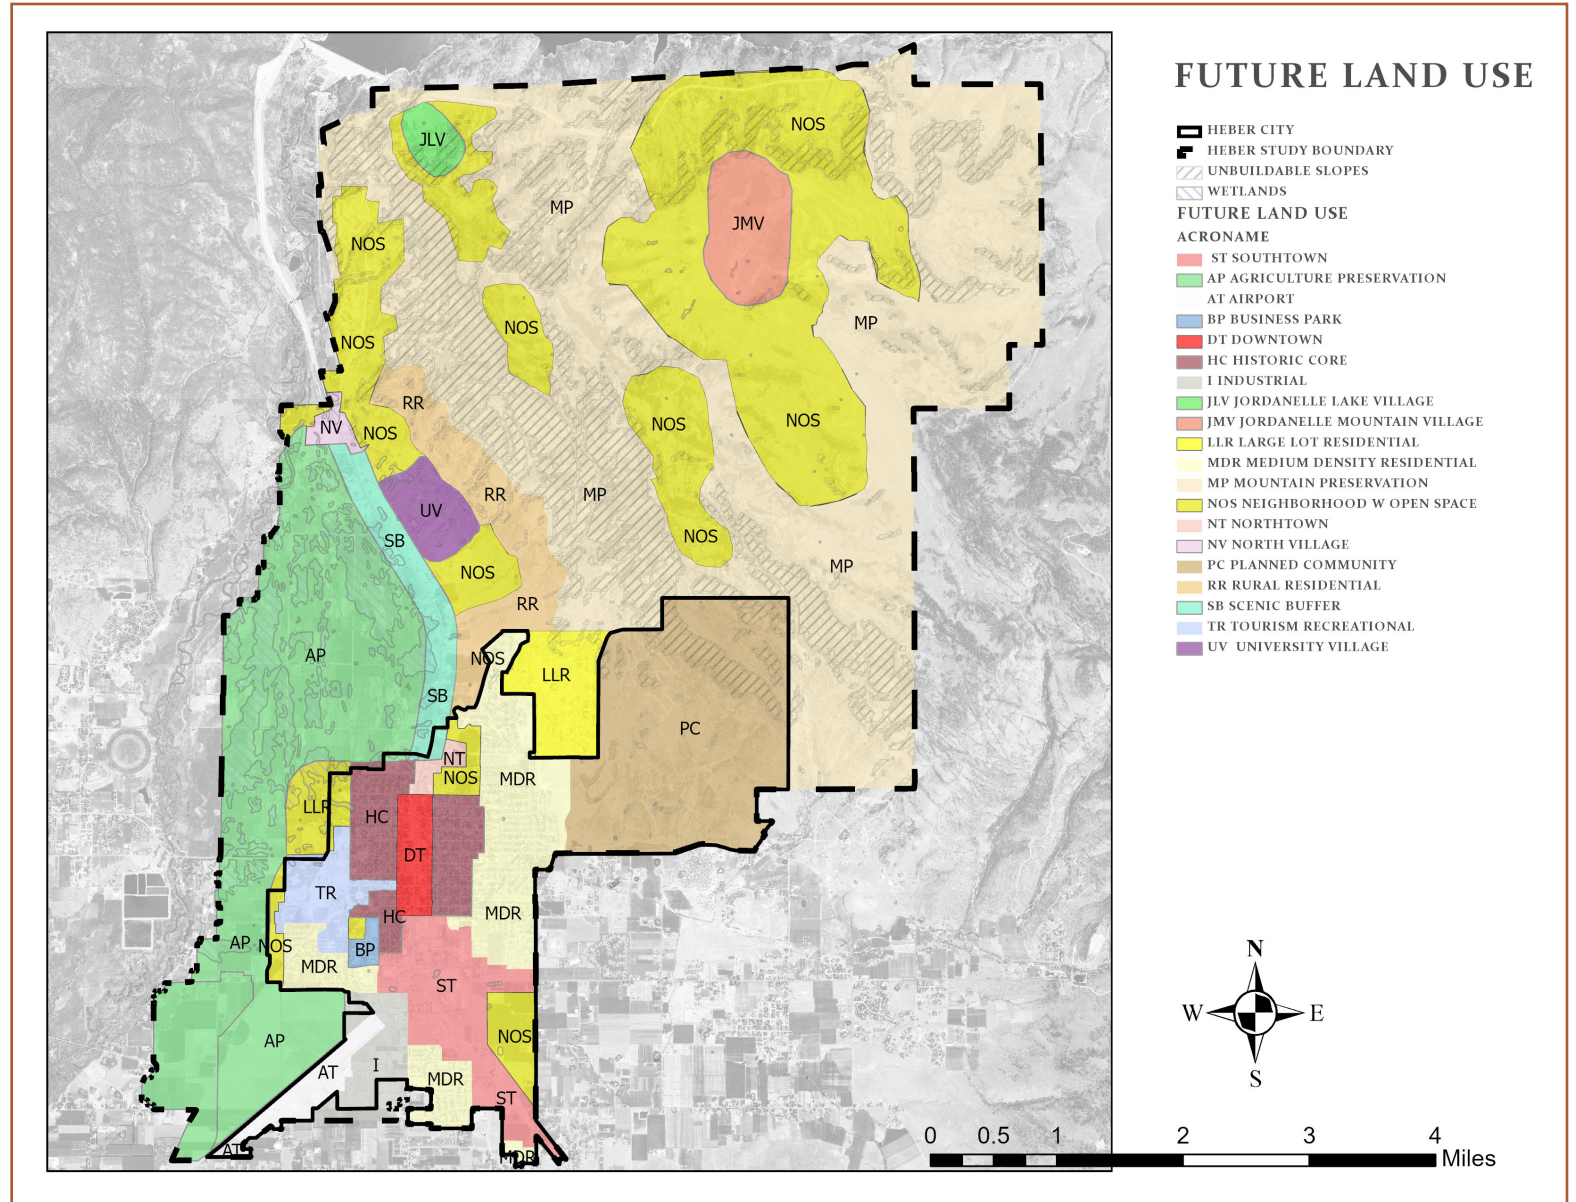 FUTURE LAND USE
HEBER CITY
HEBER STUDY BOUNDARY
UNBUILDABLE SLOPES
WETLANDS
FUTURE LAND USE
ACRONAME
ST SOUTHTOWN
AP AGRICULTURE PRESERVATION
AT AIRPORT
BP BUSINESS PARK
DT DOWNTOWN
HC HISTORIC CORE
I INDUSTRIAL
JLV JORDANELLE LAKE VILLAGE
JMV JORDANELLE MOUNTAIN VILLAGE
LLR LARGE LOT RESIDENTIAL
MDR MEDIUM DENSITY RESIDENTIAL
MP MOUNTAIN PRESERVATION
NOS NEIGHBORHOOD W OPEN SPACE
NT NORTHTOWN
NV NORTH VILLAGE
PC PLANNED COMMUNITY
RR RURAL RESIDENTIAL
SB SCENIC BUFFER
TR TOURISM RECREATIONAL
UV UNIVERSITY VILLAGE
NOS
JLV
MP
JMV
NOS
MP
NOS
NOS
RR
NOS
NOS
NV
NOS
RR
MP
UV
NOS
SB
MP
NOS
RR
AP
NOS
LLR
SB
PC
NT
NOS
MDR
LLR
HC
DT
TR
MDR
HC
AP
NOS
BP
MDR
ST
NOS
AP
I
AT
MDR
ST
AT
MDR
N
W
E
S
0 0.5 1 2 3 4
Miles